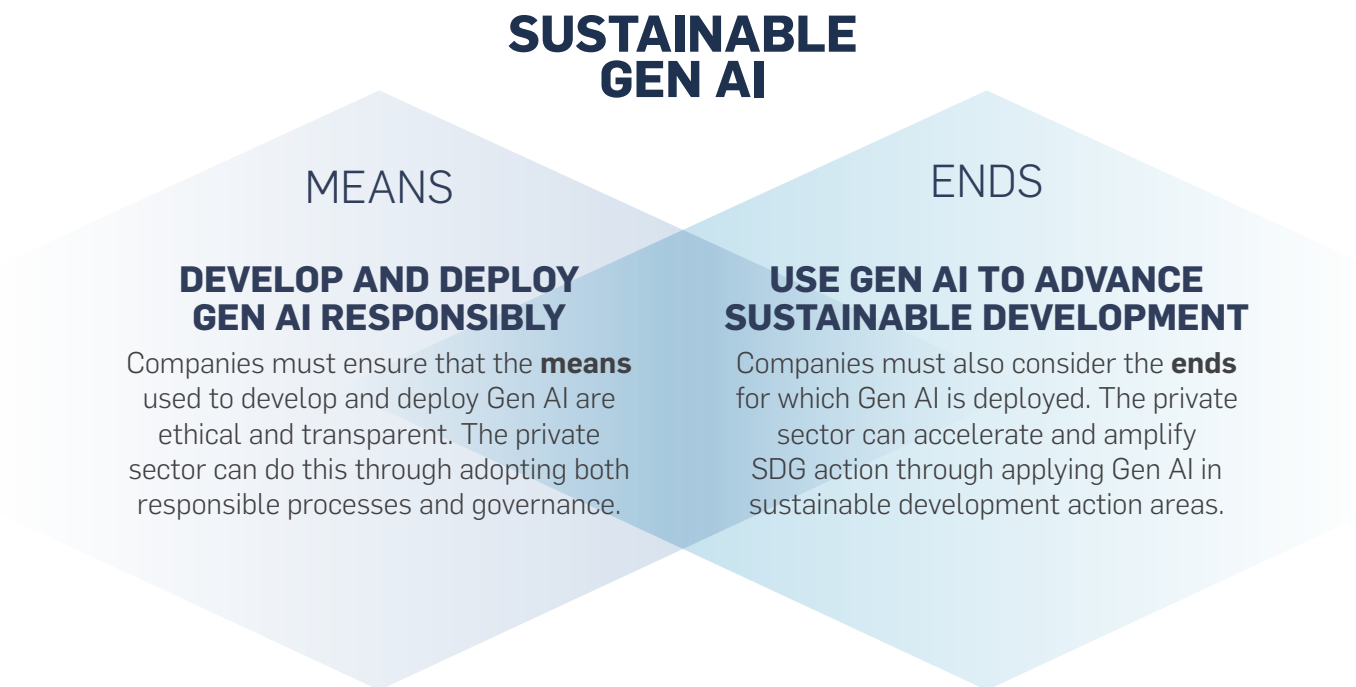 SUSTAINABLE
GEN AI
MEANS
DEVELOP AND DEPLOY
GEN AI RESPONSIBLY
Companies must ensure that the means
used to develop and deploy Gen AI are
ethical and transparent. The private
sector can do this through adopting both
responsible processes and governance.
ENDS
USE GEN AI TO ADVANCE
SUSTAINABLE DEVELOPMENT
Companies must also consider the ends
for which Gen AI is deployed. The private
sector can accelerate and amplify
SDG action through applying Gen AI in
sustainable development action areas.